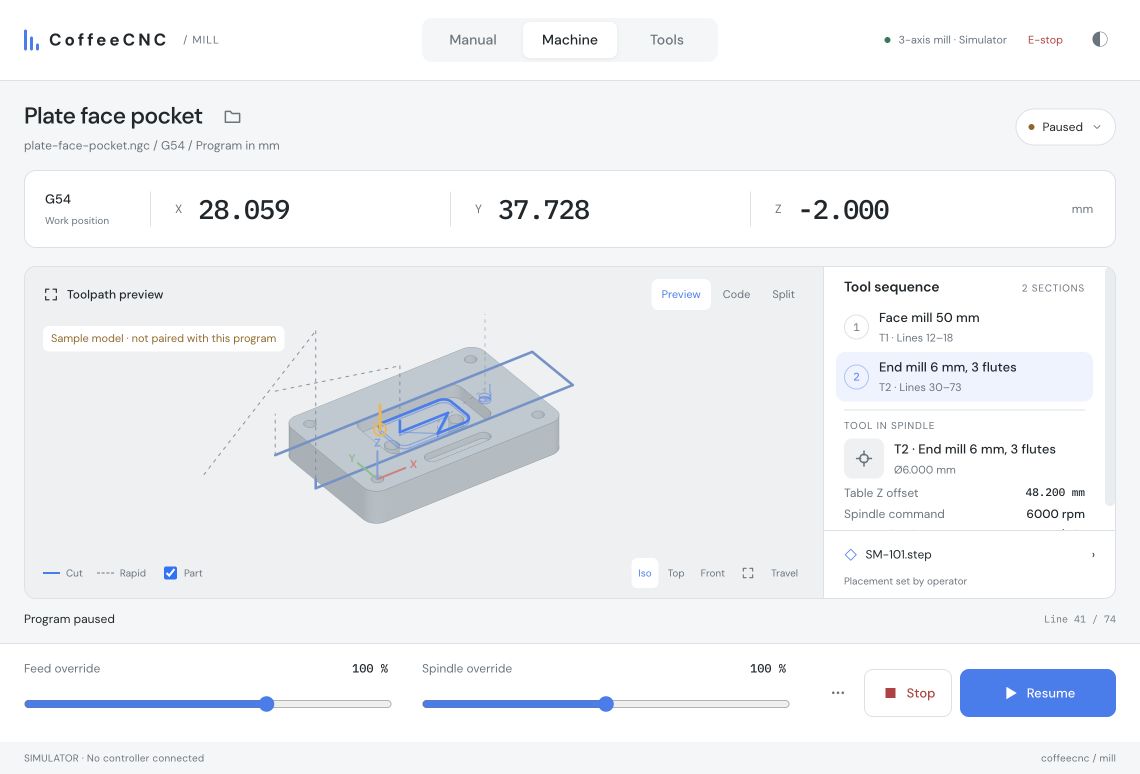 CoffeeCNC / MILL
Manual
Machine
Tools
3-axis mill · Simulator
E-stop
Plate face pocket
plate-face-pocket.ngc / G54 / Program in mm
Paused
G54
Work position
X 28.059
Y 37.728
Z -2.000
mm
Toolpath preview
Preview
Code
Split
Sample model · not paired with this program
Z
Y
X
Cut
Rapid
Part
Iso
Top
Front
Travel
Tool sequence
2 SECTIONS
1
Face mill 50 mm
T1 · Lines 12–18
2
End mill 6 mm, 3 flutes
T2 · Lines 30–73
TOOL IN SPINDLE
T2 · End mill 6 mm, 3 flutes
Ø6.000 mm
Table Z offset 48.200 mm
Spindle command 6000 rpm
SM-101.step
Placement set by operator
Program paused
Line 41 / 74
Feed override 100 %
Spindle override 100 %
Stop
Resume
SIMULATOR · No controller connected
coffeecnc / mill